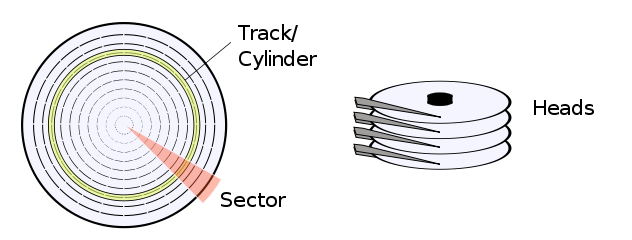 Track/
Cylinder
Sector
Heads